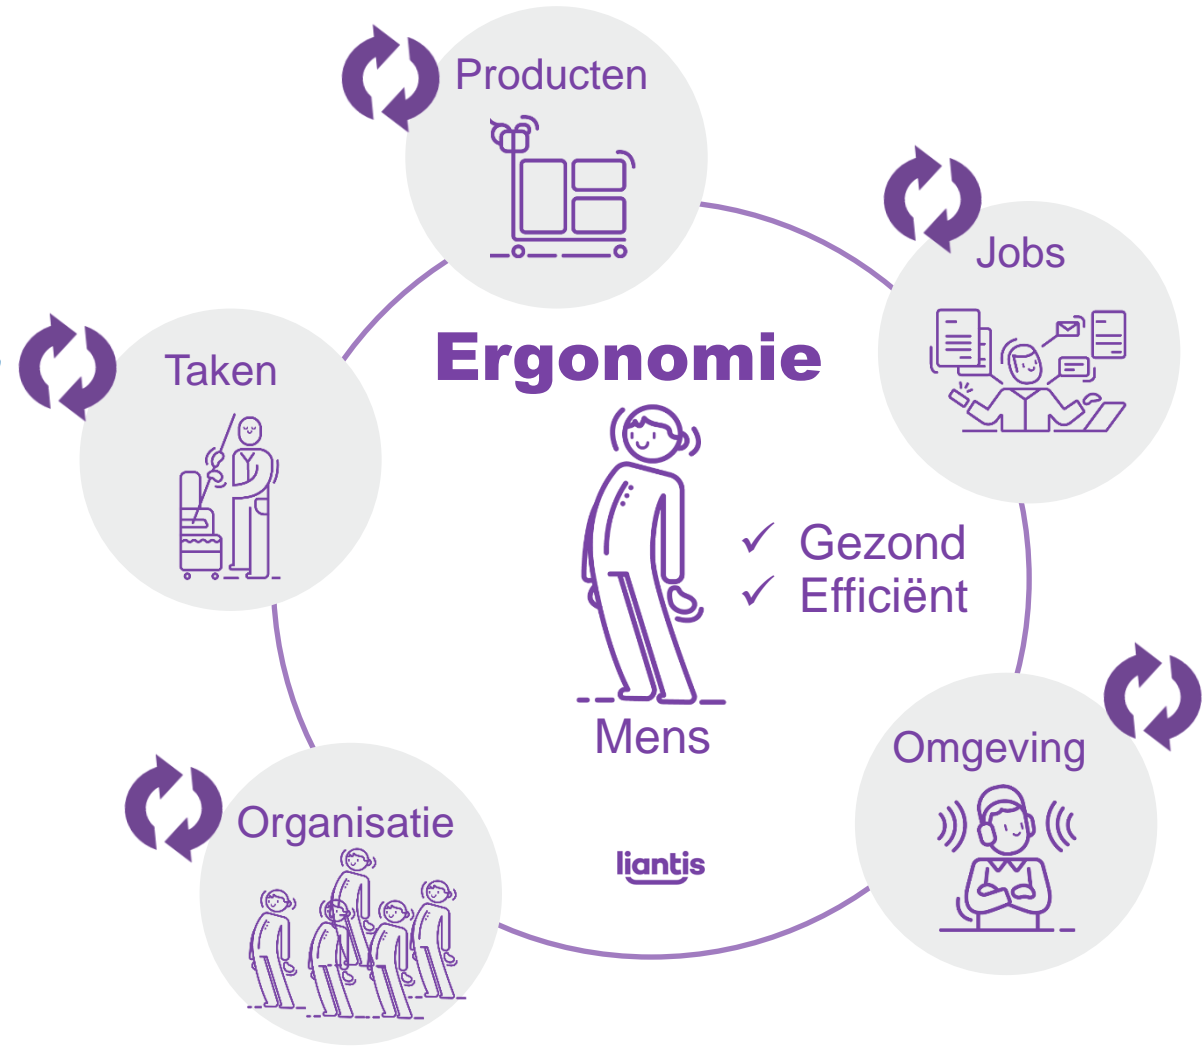 Producten
Jobs
Taken
Ergonomie
Gezond
Efficiënt
Mens
Omgeving
Organisatie
liantis